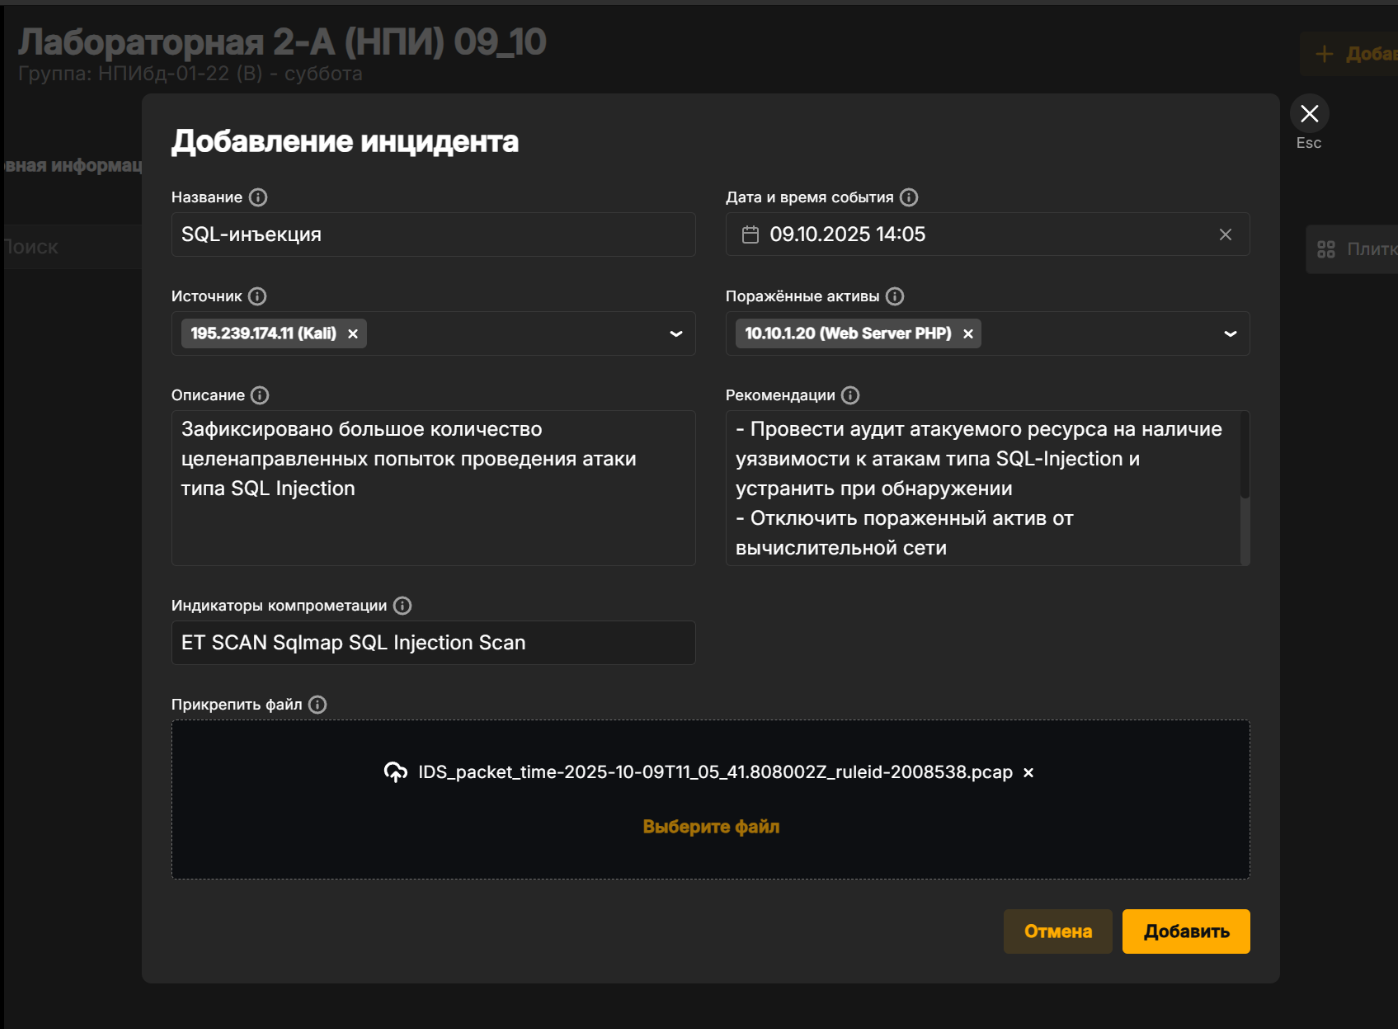 Лабораторная 2-А (НПИ) 09_10
Группа: НПИбд-01-22 (В) - суббота
Добавление инцидента
Esc
Название
Дата и время события
SQL-инъекция
09.10.2025 14:05
Поиск
Источник
Поражённые активы
195.239.174.11 (Kali)
10.10.1.20 (Web Server PHP)
Описание
Рекомендации
Зафиксировано большое количество
целенаправленных попыток проведения атаки
типа SQL Injection
- Провести аудит атакуемого ресурса на наличие
уязвимости к атакам типа SQL-Injection и
устранить при обнаружении
- Отключить пораженный актив от
вычислительной сети
Индикаторы компрометации
ET SCAN Sqlmap SQL Injection Scan
Прикрепить файл
IDS_packet_time-2025-10-09T11_05_41.808002Z_ruleid-2008538.pcap
Выберите файл
Отмена
Добавить